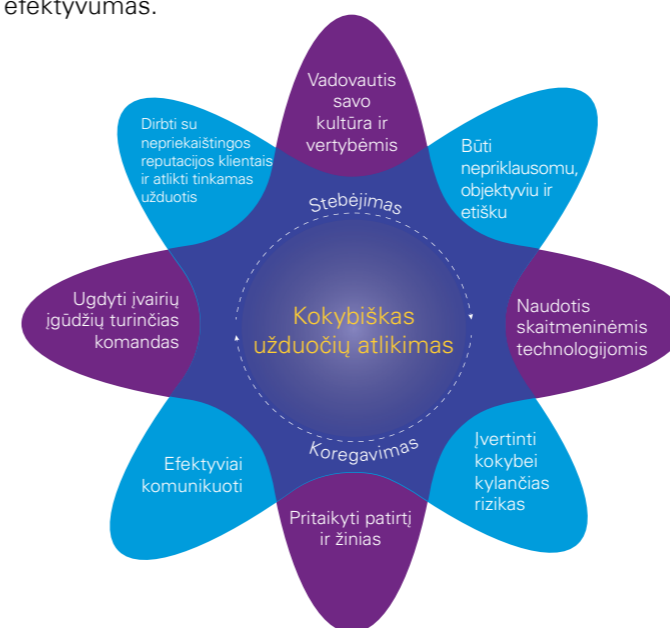 efektyvumas.
Vadovautis
savo
kultūra ir
vertybėmis
Dirbti su
nepriekaištingos
reputacijos klientais
ir atlikti tinkamas
užduotis
Būti
nepriklausomu,
objektyviu ir
etišku
Stebėjimas
Ugdyti įvairių
įgūdžių turinčias
komandas
Kokybiškas
užduočių atlikimas
Naudotis
skaitmeninėmis
technologijomis
Koregavimas
Efektyviai
komunikuoti
Įvertinti
kokybei
kylančias
rizikas
Pritaikyti patirtį
ir žinias